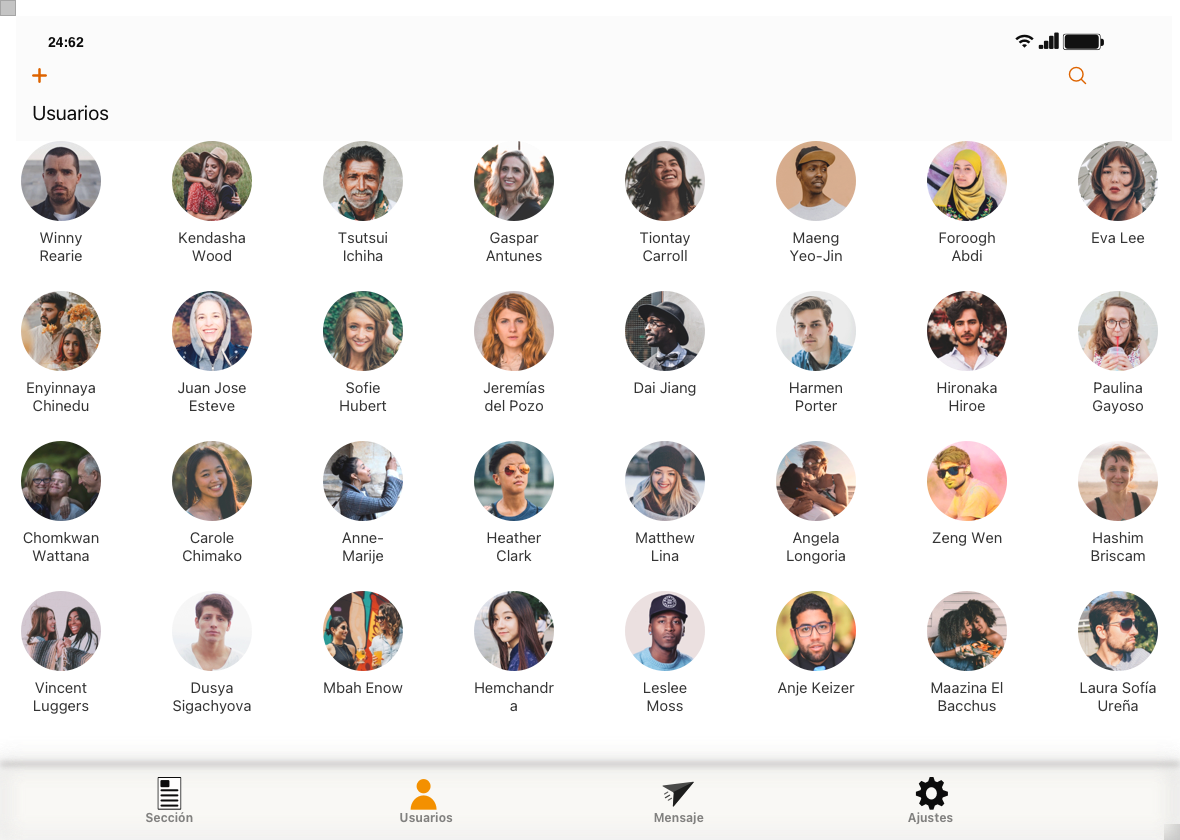 24:62
Usuarios
Winny Rearie
Kendasha Wood
Tsutsui Ichiha
Gaspar Antunes
Tiontay Carroll
Maeng Yeo-Jin
Foroogh Abdi
Eva Lee
Enyinnaya Chinedu
Juan Jose Esteve
Sofie Hubert
Jeremías del Pozo
Dai Jiang
Harmen Porter
Hironaka Hiroe
Paulina Gayoso
Chomkwan Wattana
Carole Chimako
Anne-Marije
Heather Clark
Matthew Lina
Angela Longoria
Zeng Wen
Hashim Briscam
Vincent Luggers
Dusya Sigachyova
Mbah Enow
Hemchandra
Leslee Moss
Anje Keizer
Maazina El Bacchus
Laura Sofía Ureña
Sección
Usuarios
Mensaje
Ajustes